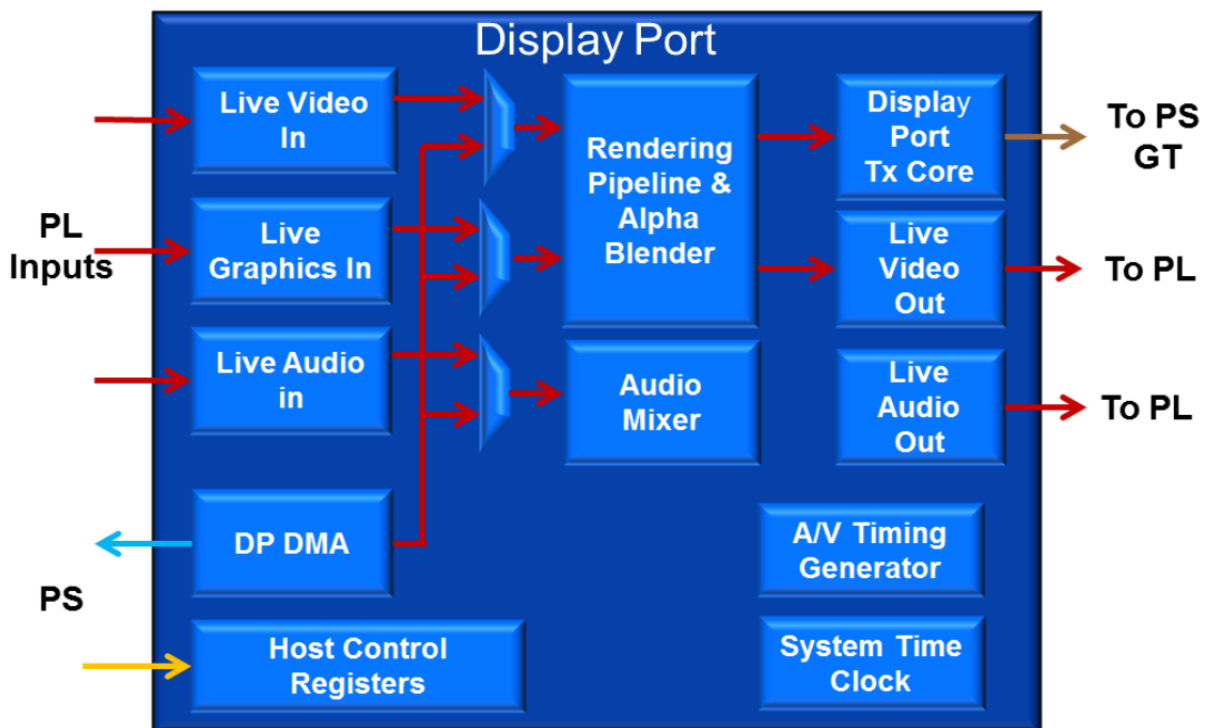 Display Port
Live Video
In
Live
Graphics In
Live Audio
in
DP DMA
Host Control
Registers
Rendering
Pipeline &
Alpha
Blender
Audio
Mixer
Display
Port
Tx Core
Live
Video
Out
Live
Audio
Out
A/V Timing
Generator
System Time
Clock
PL
Inputs
PS
To PS
GT
To PL
To PL